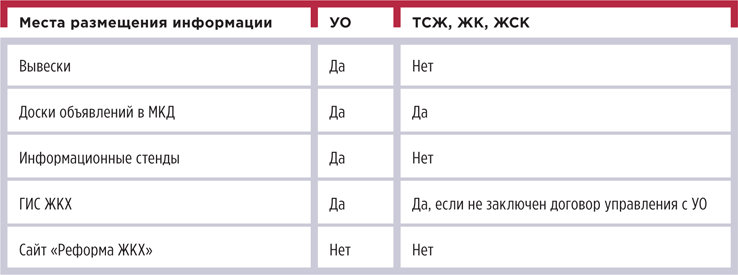 Места размещения информации УО ТСЖ, ЖК, ЖСК
Вывески Да Нет
Доски объявлений в МКД Да Да
Информационные стенды Да Нет
ГИС ЖКХ Да Да, если не заключен договор управления с УО
Сайт «Реформа ЖКХ» Нет Нет